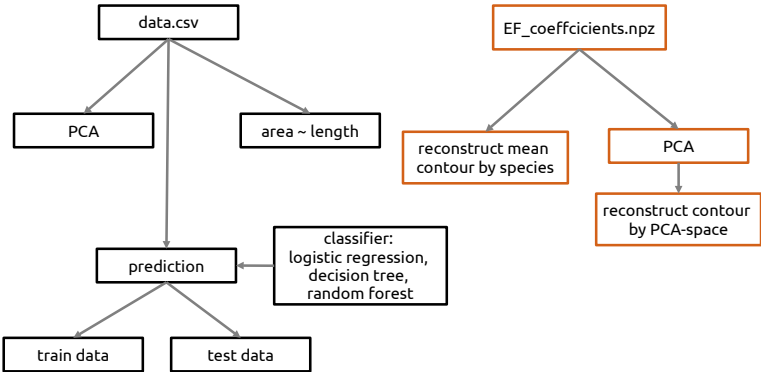 data.csv
EF_coeffcicients.npz
PCA
area ~ length
reconstruct mean
contour by species
PCA
reconstruct contour
by PCA-space
classifier:
logistic regression,
decision tree,
random forest
prediction
train data
test data